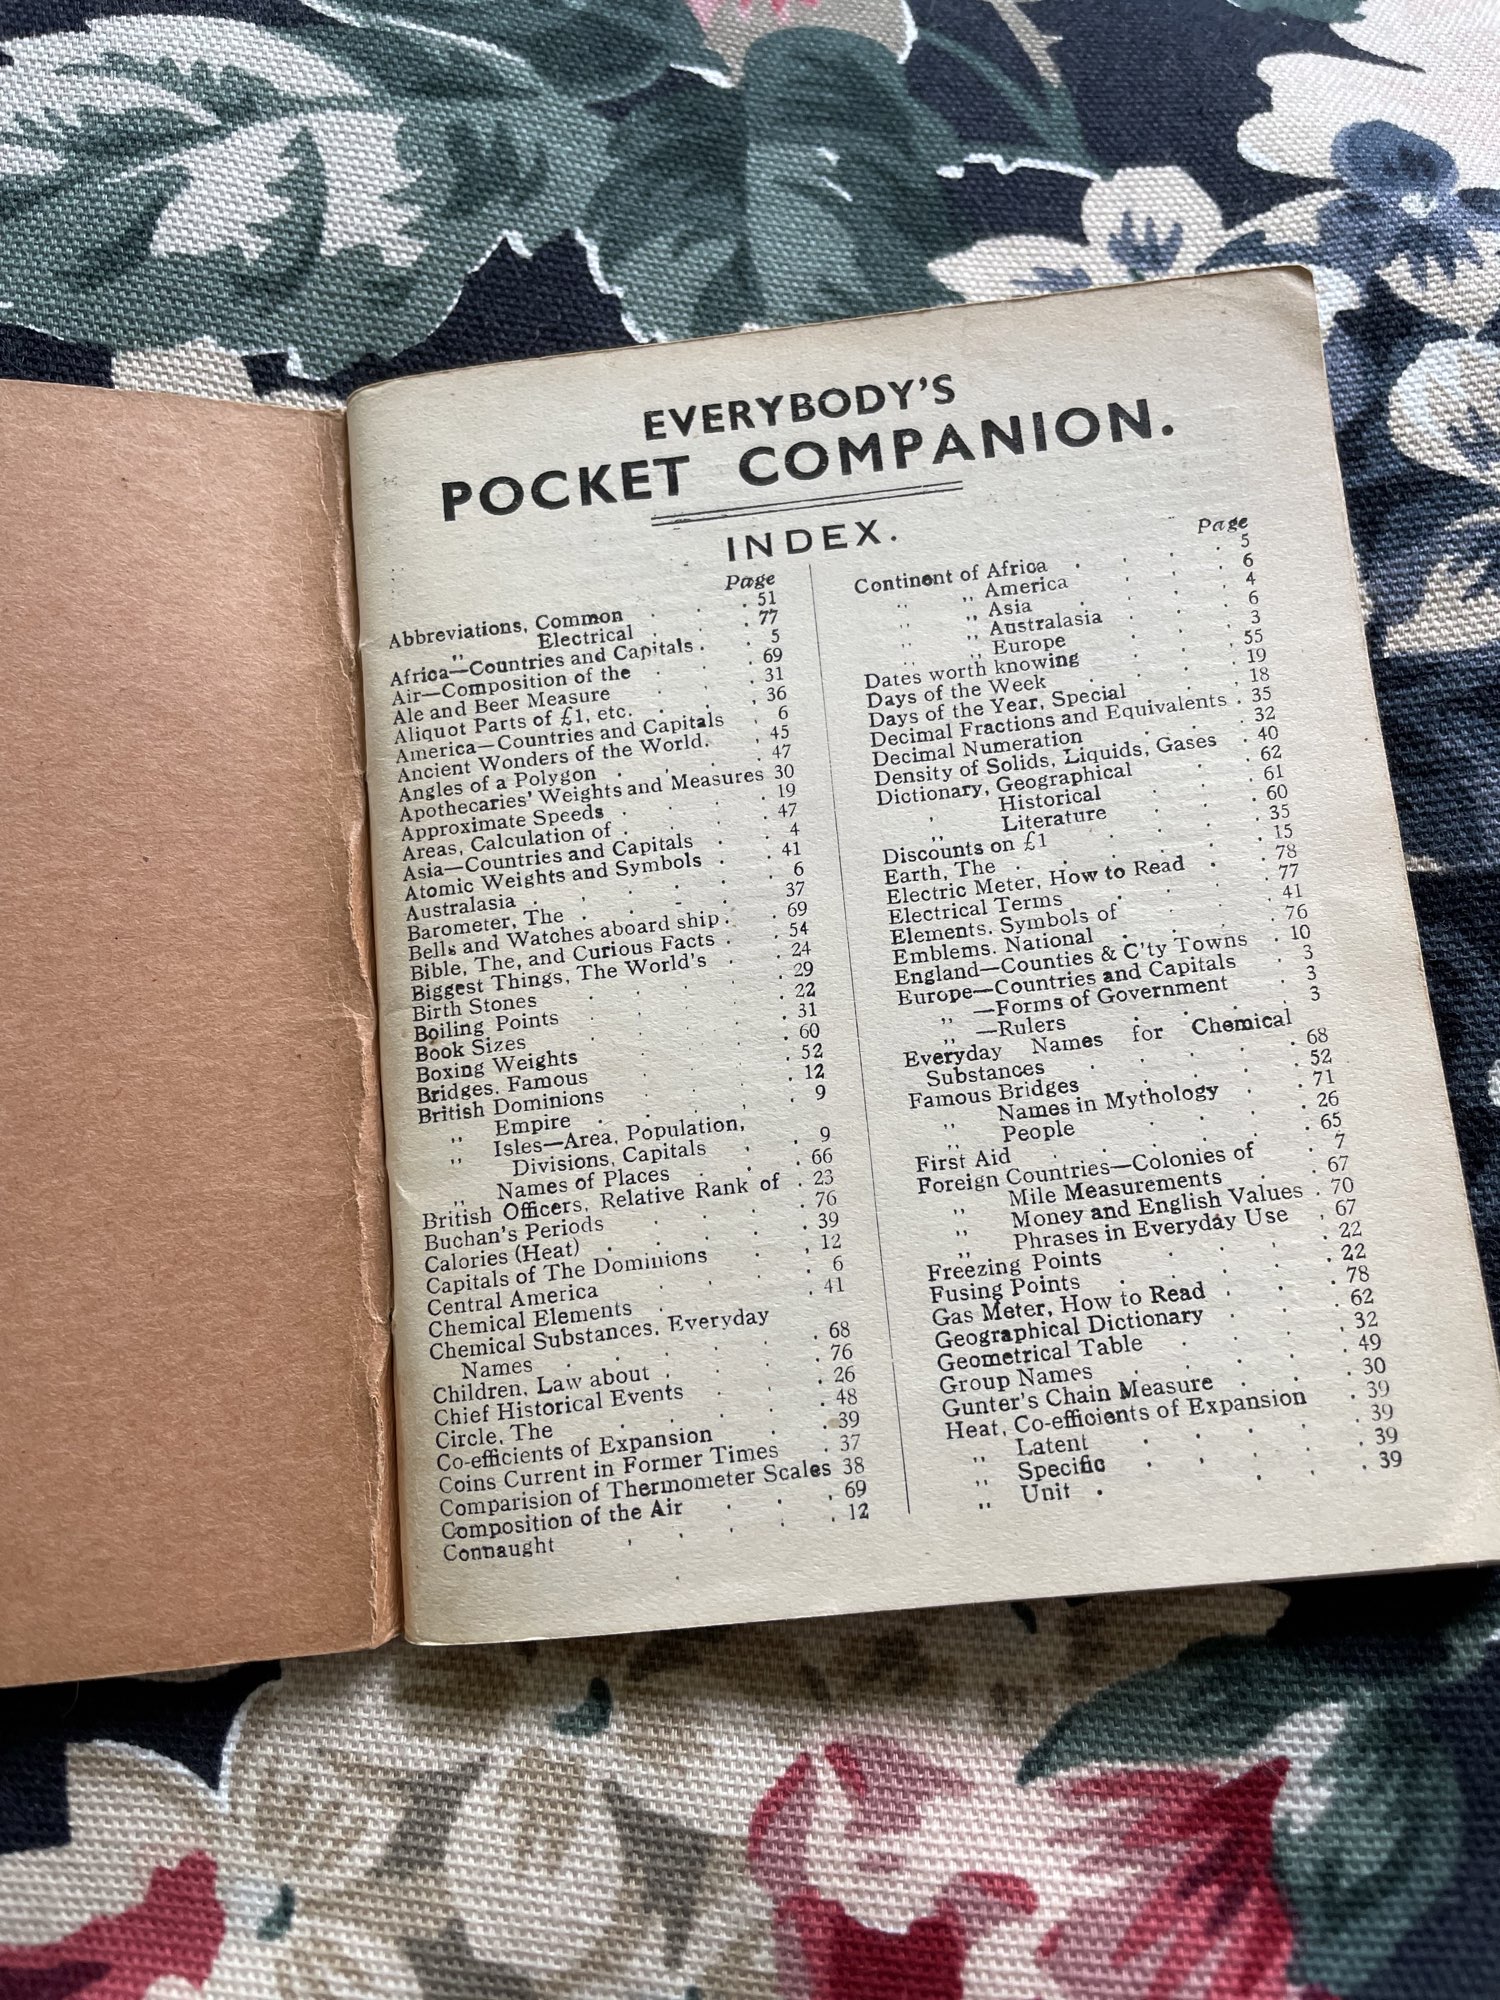 EVERYBODY'S
POCKET COMPANION.
INDEX.
Page
Abbreviations, Common 51
,, Electrical 77
Africa—Countries and Capitals 5
Air—Composition of the 69
Ale and Beer Measure 31
Aliquot Parts of £1, etc. 36
America—Countries and Capitals 6
Ancient Wonders of the World. 45
Angles of a Polygon 47
Apothecaries' Weights and Measures 30
Approximate Speeds 19
Areas, Calculation of 47
Asia—Countries and Capitals 4
Atomic Weights and Symbols 41
Australasia 6
Barometer, The 37
Bells and Watches aboard ship 69
Bible, The, and Curious Facts 54
Biggest Things, The World's 24
Birth Stones 29
Boiling Points 22
Book Sizes 31
Boxing Weights 60
Bridges, Famous 52
British Dominions 12
,, Empire 9
,, Isles—Area, Population,
Divisions, Capitals 9
,, Names of Places 66
British Officers, Relative Rank of 23
Buchan's Periods 76
Calories (Heat) 39
Capitals of The Dominions 12
Central America 6
Chemical Elements 41
Chemical Substances, Everyday
Names 68
Children, Law about 76
Chief Historical Events 26
Circle, The 48
Co-efficients of Expansion 39
Coins Current in Former Times 37
Comparision of Thermometer Scales 38
Composition of the Air 69
Connaught 12
Page
Continent of Africa 5
,, ,, America 6
,, ,, Asia 4
,, ,, Australasia 6
,, ,, Europe 3
Dates worth knowing 55
Days of the Week 19
Days of the Year, Special 18
Decimal Fractions and Equivalents 35
Decimal Numeration 32
Density of Solids, Liquids, Gases 40
Dictionary, Geographical 62
,, Historical 61
,, Literature 60
Discounts on £1 35
Earth, The 15
Electric Meter, How to Read 78
Electrical Terms 77
Elements, Symbols of 41
Emblems, National 76
England—Counties & C'ty Towns 10
Europe—Countries and Capitals 3
,, —Forms of Government 3
,, —Rulers 3
Everyday Names for Chemical
Substances 68
Famous Bridges 52
,, Names in Mythology 71
,, People 26
First Aid 65
Foreign Countries—Colonies of 7
,, Mile Measurements 67
,, Money and English Values 70
,, Phrases in Everyday Use 67
Freezing Points 22
Fusing Points 22
Gas Meter, How to Read 78
Geographical Dictionary 62
Geometrical Table 32
Group Names 49
Gunter's Chain Measure 30
Heat, Co-efficients of Expansion 39
,, Latent 39
,, Specific 39
,, Unit 39